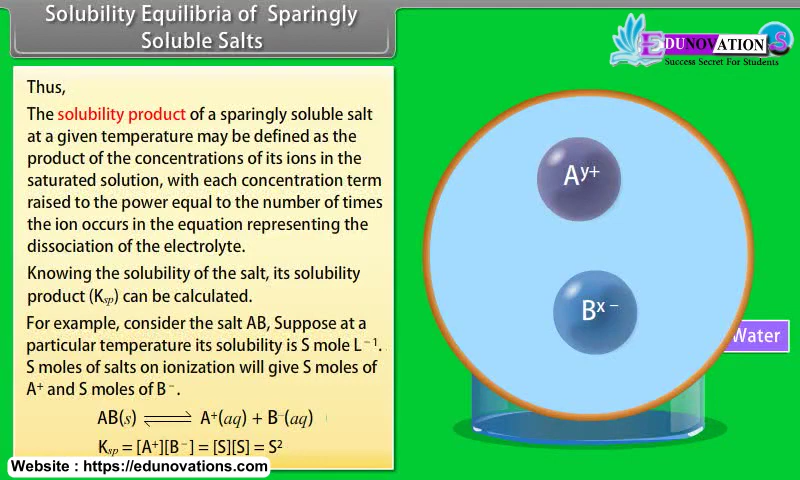 Solubility Equilibria of Sparingly
Soluble Salts
EDUNOVATION S
Success Secret For Students
Thus,
The solubility product of a sparingly soluble salt
at a given temperature may be defined as the
product of the concentrations of its ions in the
saturated solution, with each concentration term
raised to the power equal to the number of times
the ion occurs in the equation representing the
dissociation of the electrolyte.
Knowing the solubility of the salt, its solubility
product (Ksp) can be calculated.
For example, consider the salt AB, Suppose at a
particular temperature its solubility is S mole L⁻¹.
S moles of salts on ionization will give S moles of
A⁺ and S moles of B⁻.
AB(s) ⇌ A⁺(aq) + B⁻(aq)
Ksp = [A⁺][B⁻] = [S][S] = S²
Aʸ⁺
Bˣ⁻
Water
Website : https://edunovations.com